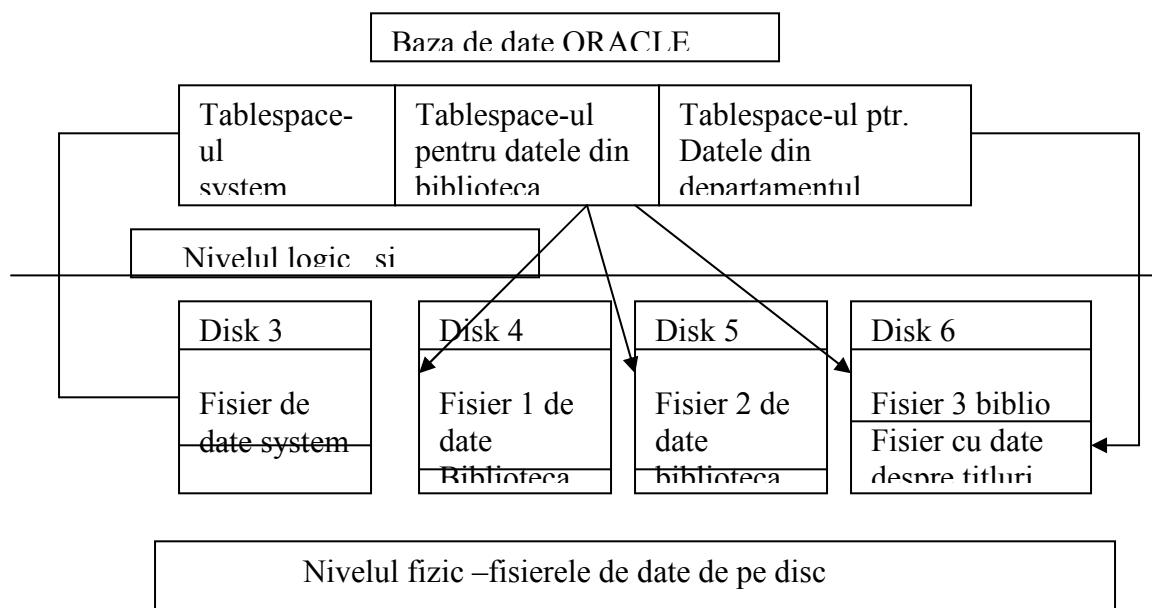 Baza de date ORACLE
Tablespace-
ul
system
Tablespace-ul
pentru datele din
biblioteca
Tablespace-ul ptr.
Datele din
departamentul
Nivelul logic si
Disk 3
Fisier de
date system
Disk 4
Fisier 1 de
date
Biblioteca
Disk 5
Fisier 2 de
date
biblioteca
Disk 6
Fisier 3 biblio
Fisier cu date
despre titluri
Nivelul fizic –fisierele de date de pe disc